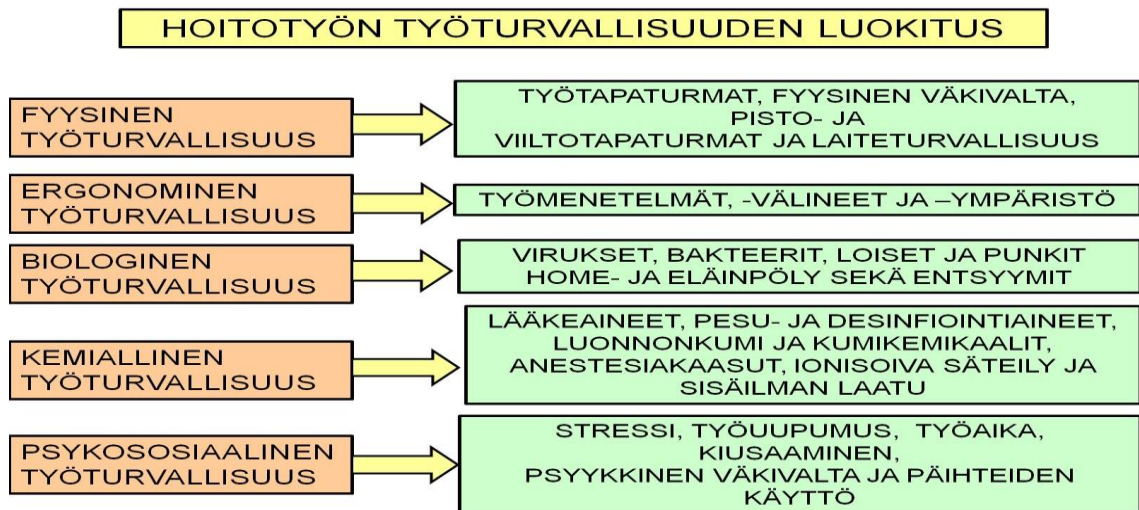 HOITOTYÖN TYÖTURVALLISUUDEN LUOKITUS
FYYSINEN
TYÖTURVALLISUUS
TYÖTAPATURMAT, FYYSINEN VÄKIVALTA,
PISTO- JA
VIILTOTAPATURMAT JA LAITETURVALLISUUS
ERGONOMINEN
TYÖTURVALLISUUS
TYÖMENETELMÄT, -VÄLINEET JA –YMPÄRISTÖ
BIOLOGINEN
TYÖTURVALLISUUS
VIRUKSET, BAKTEERIT, LOISET JA PUNKIT
HOME- JA ELÄINPÖLY SEKÄ ENTSYYMIT
KEMIALLINEN
TYÖTURVALLISUUS
LÄÄKEAINEET, PESU- JA DESINFIOINTIAINEET,
LUONNONKUMI JA KUMIKEMIKAALIT,
ANESTESIAKAASUT, IONISOIVA SÄTEILY JA
SISÄILMAN LAATU
PSYKOSOSIAALINEN
TYÖTURVALLISUUS
STRESSI, TYÖUUPUMUS, TYÖAIKA,
KIUSAAMINEN,
PSYYKKINEN VÄKIVALTA JA PÄIHTEIDEN
KÄYTTÖ